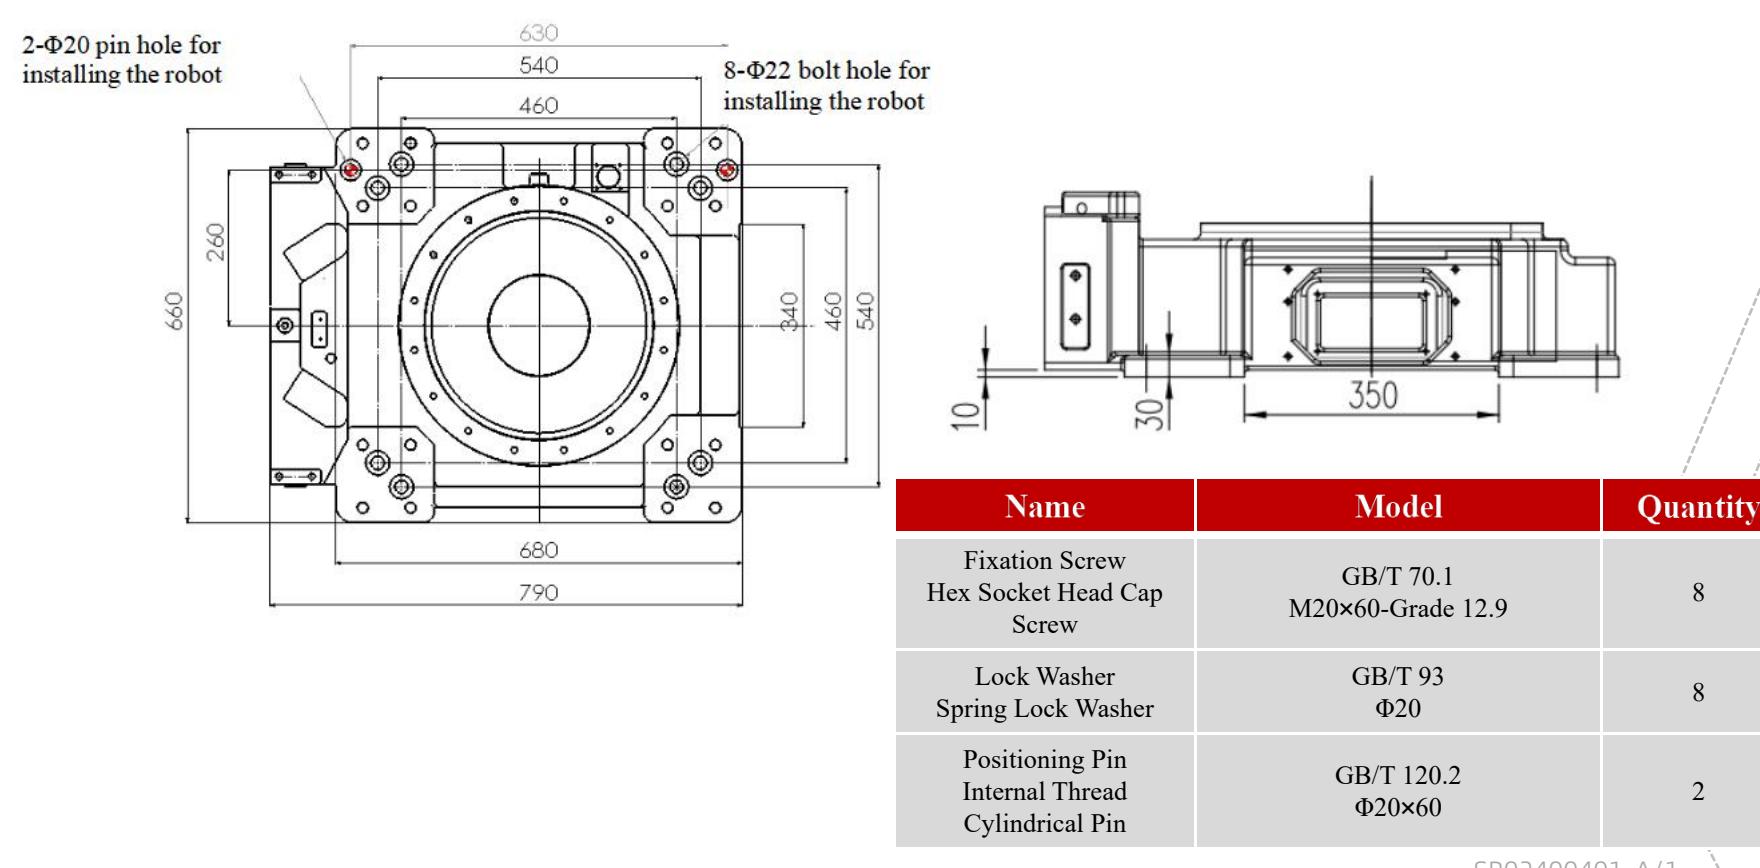 2-Φ20 pin hole for
installing the robot
630
540
460
8-Φ22 bolt hole for
installing the robot
260
660
340
460
540
680
790
10
30
350
Name Model Quantity
Fixation Screw
Hex Socket Head Cap
Screw
GB/T 70.1
M20×60-Grade 12.9
8
Lock Washer
Spring Lock Washer
GB/T 93
Φ20
8
Positioning Pin
Internal Thread
Cylindrical Pin
GB/T 120.2
Φ20×60
2